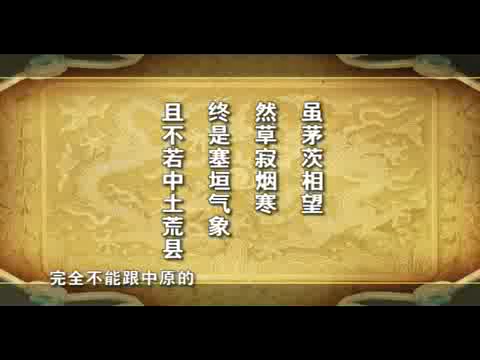 虽茅茨相望
然草寂烟寒
终是塞垣气象
且不若中土荒县
完全不能跟中原的